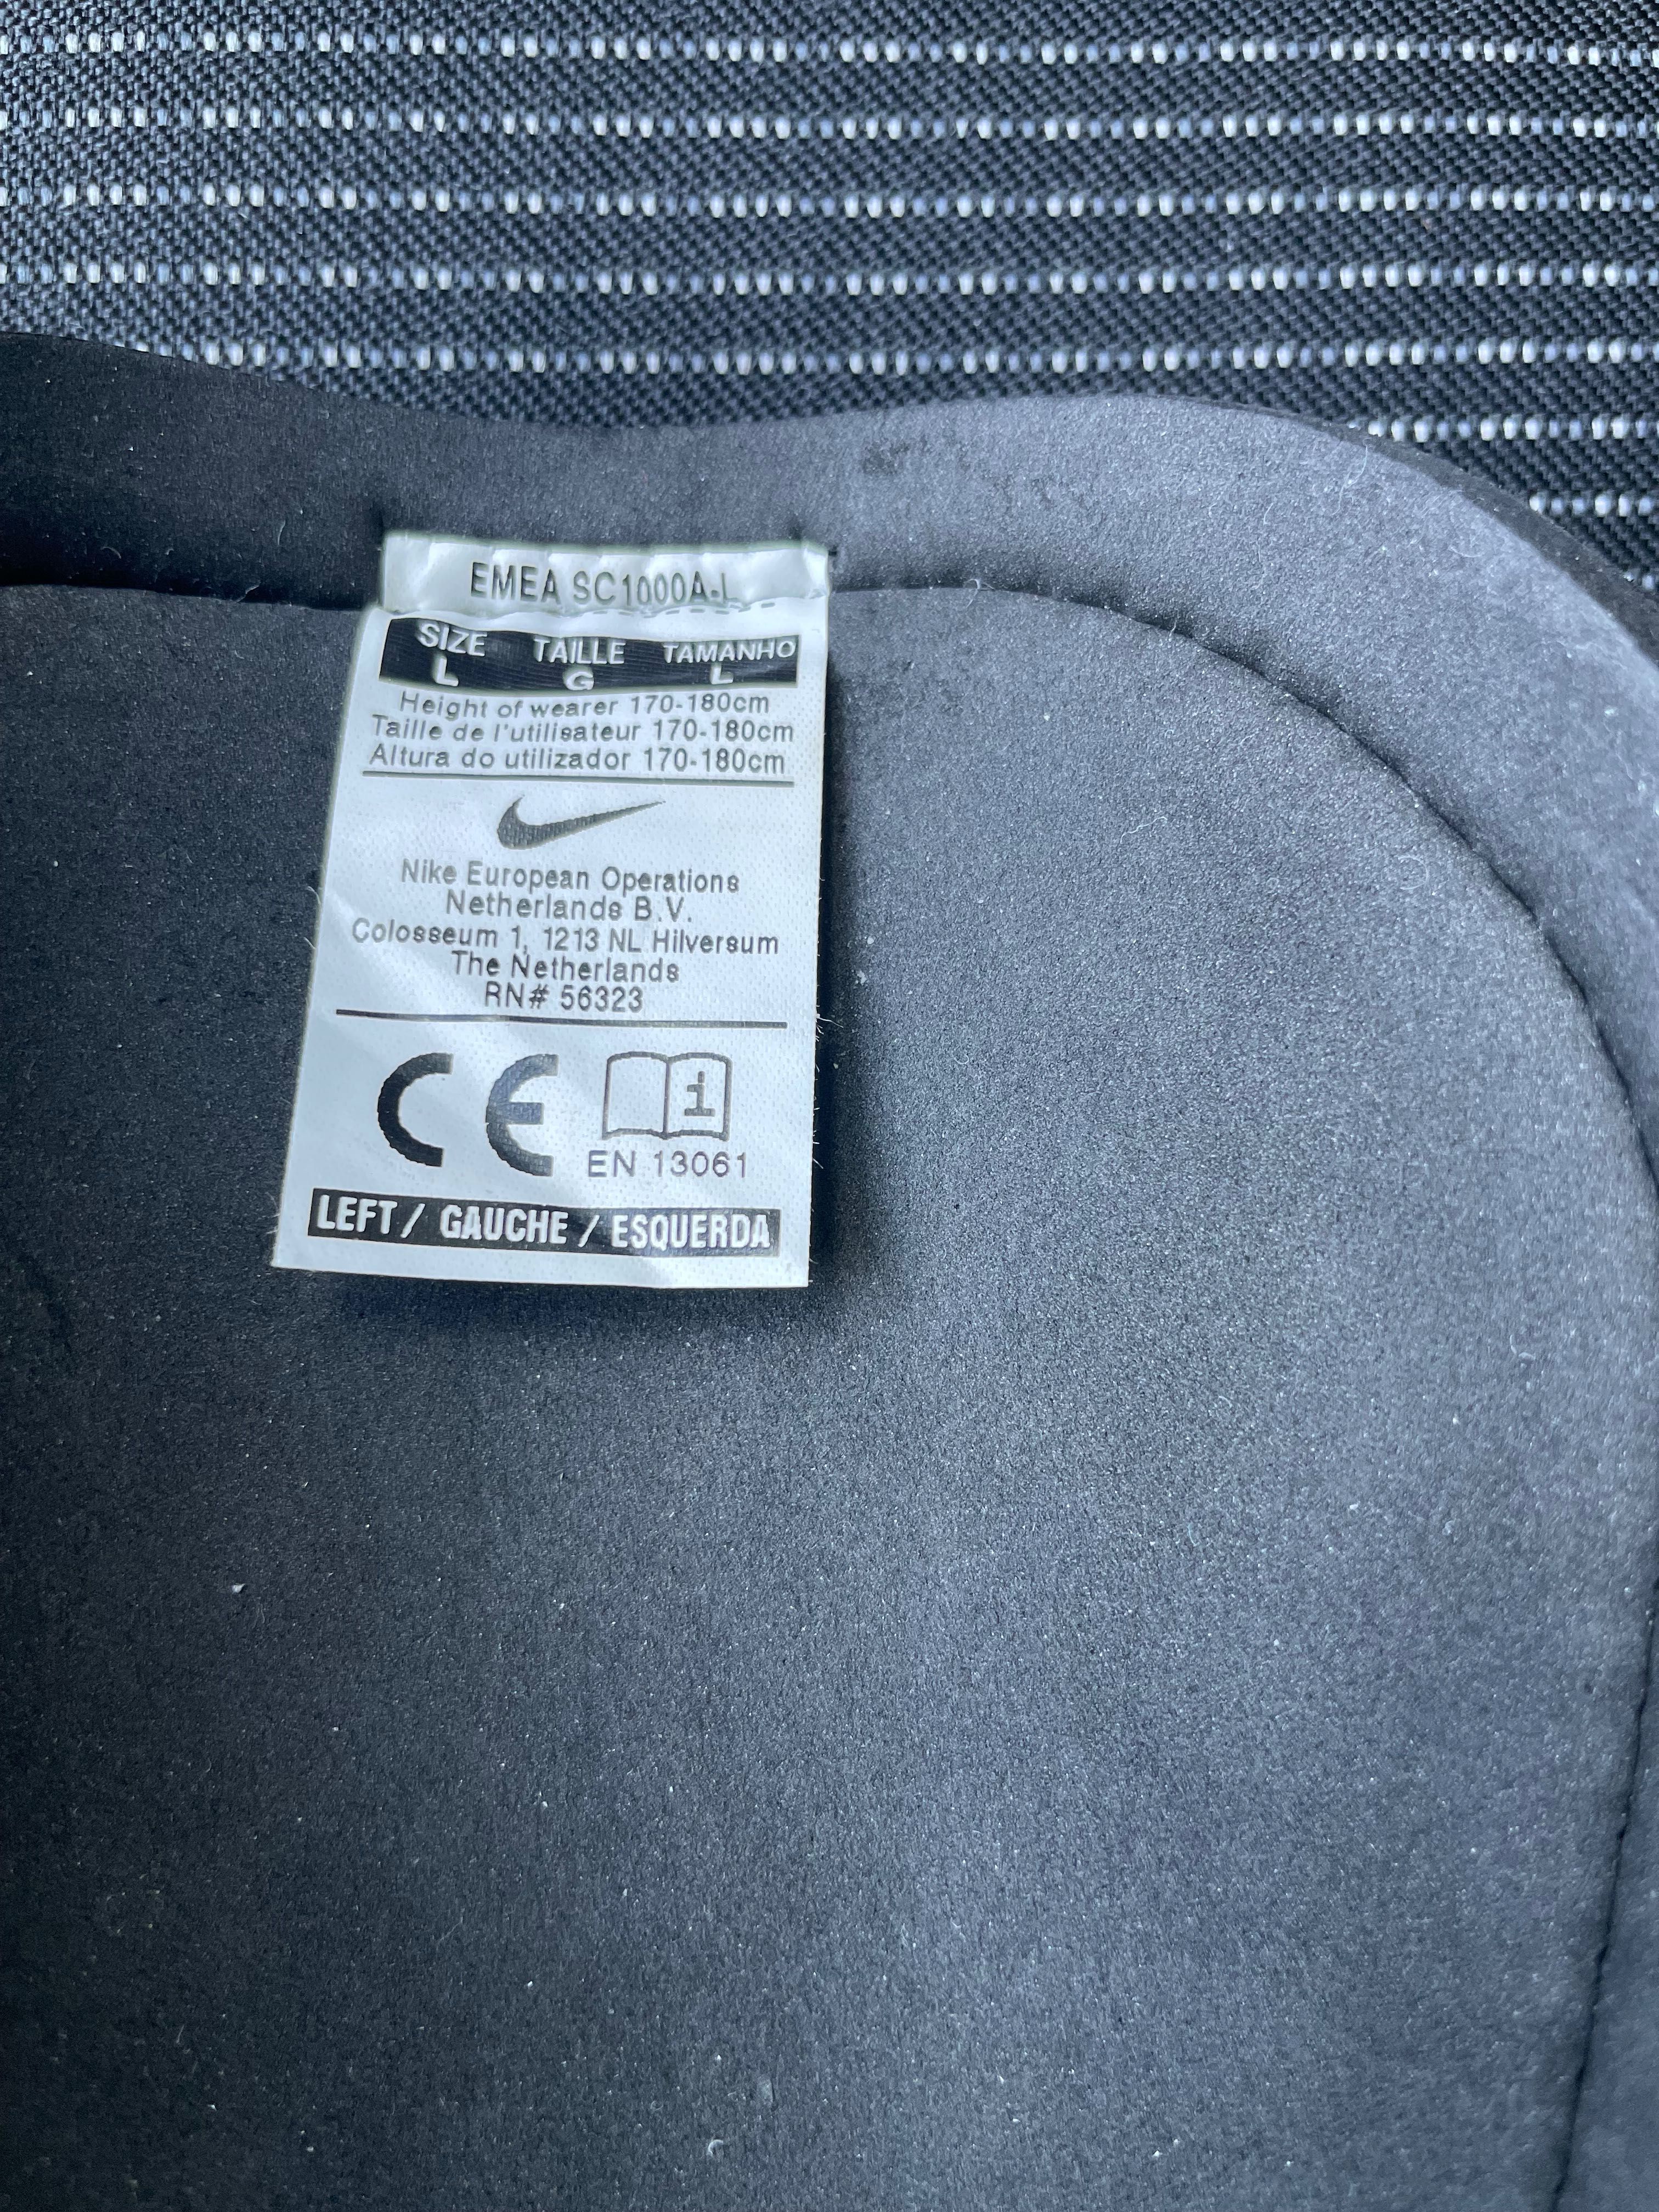 EMEA SC1000A-L
SIZE TAILLE TAMANHO
L G L
Height of wearer 170-180cm
Taille de l'utilisateur 170-180cm
Altura do utilizador 170-180cm
Nike European Operations
Netherlands B.V.
Colosseum 1, 1213 NL Hilversum
The Netherlands
RN# 56323
CE i
EN 13061
LEFT / GAUCHE / ESQUERDA